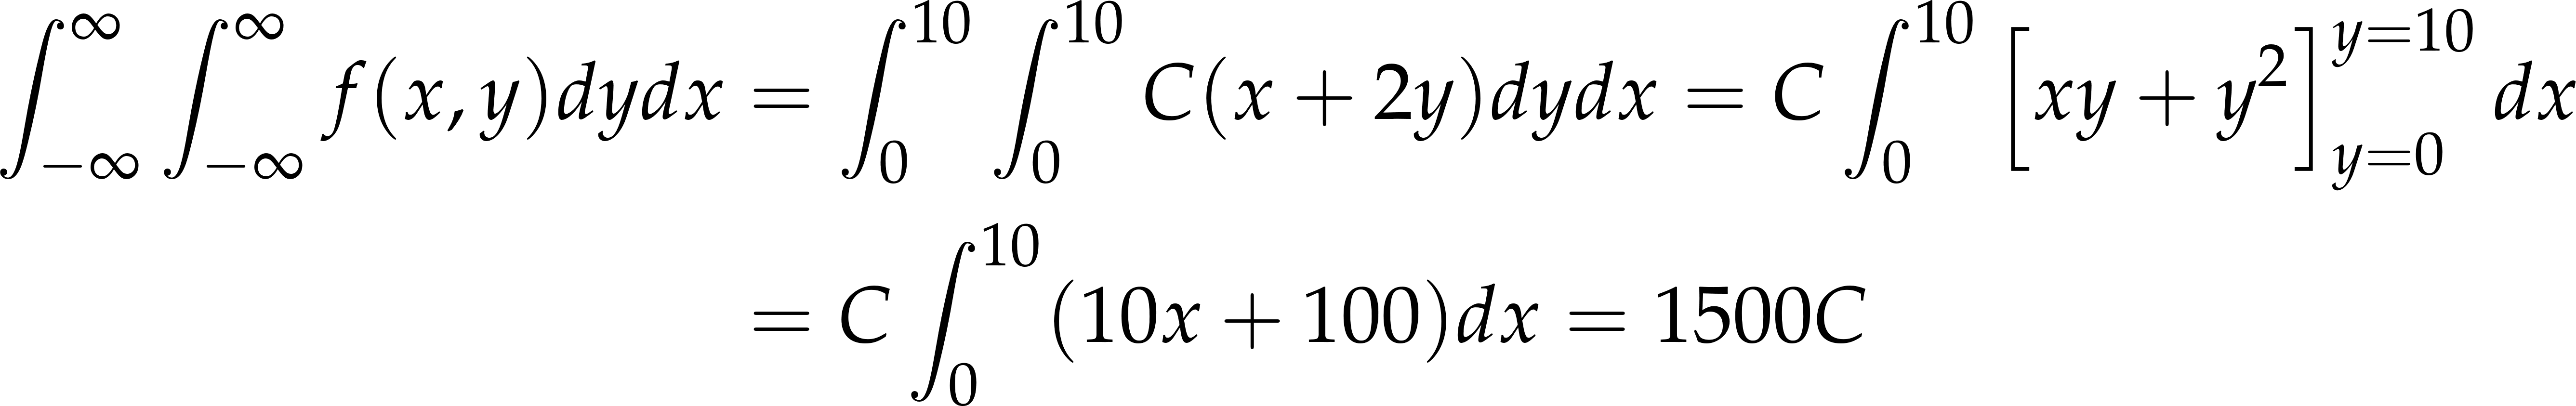 ∫_{−∞}^{∞} ∫_{−∞}^{∞} f(x, y)dydx = ∫_0^{10} ∫_0^{10} C(x + 2y)dydx = C ∫_0^{10} [xy + y^2]_{y=0}^{y=10} dx
= C ∫_0^{10} (10x + 100)dx = 1500C